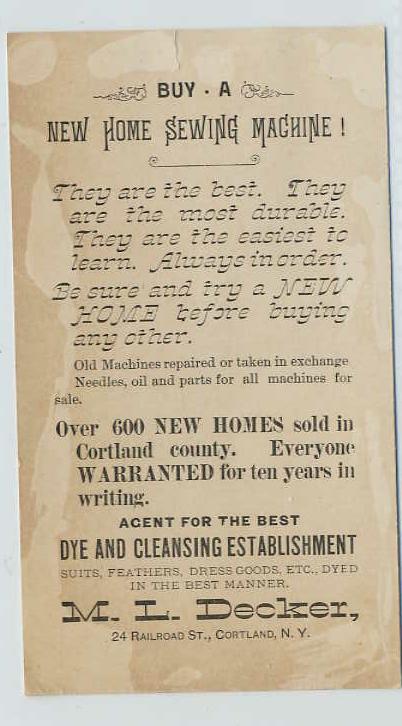 BUY · A
NEW HOME SEWING MACHINE !
They are the best. They
are the most durable.
They are the easiest to
learn. Always in order.
Be sure and try a NEW
HOME before buying
any other.
Old Machines repaired or taken in exchange
Needles, oil and parts for all machines for
sale.
Over 600 NEW HOMES sold in
Cortland county. Everyone
WARRANTED for ten years in
writing.
AGENT FOR THE BEST
DYE AND CLEANSING ESTABLISHMENT
SUITS, FEATHERS, DRESS GOODS, ETC., DYED
IN THE BEST MANNER.
M. L. Decker,
24 RAILROAD ST., CORTLAND, N. Y.